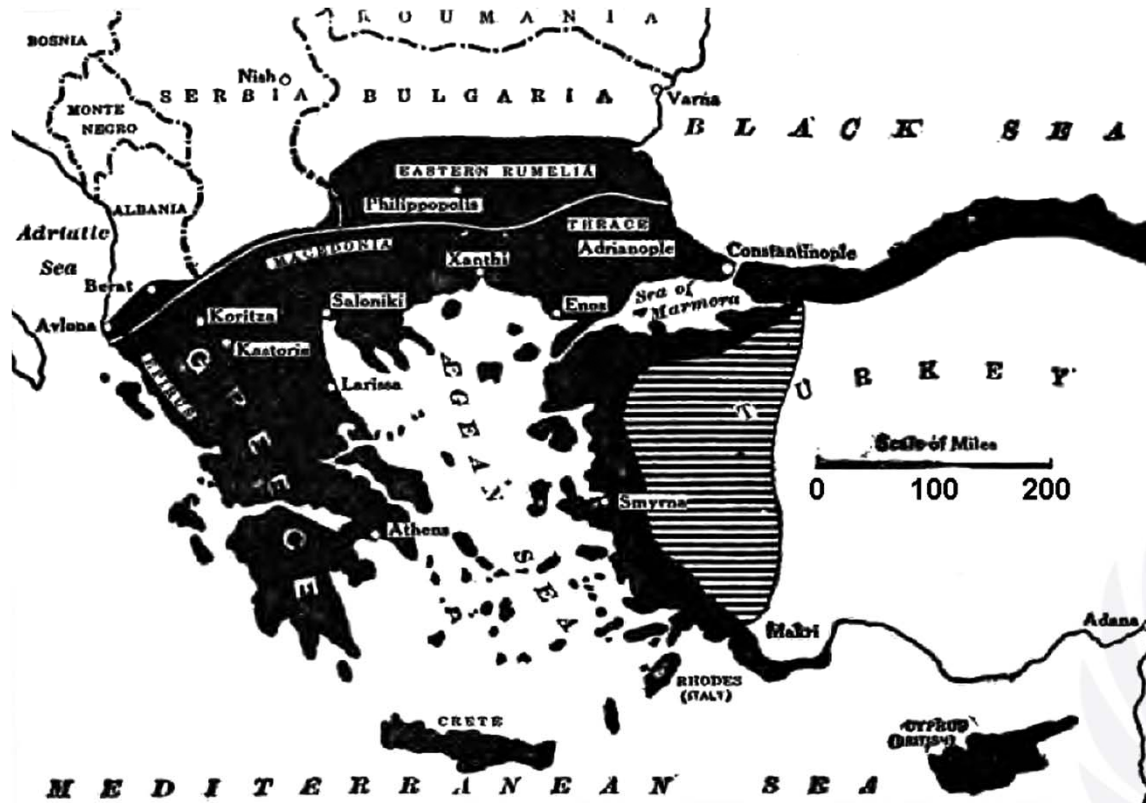 ROUMANIA
BOSNIA
Nish
SERBIA
BULGARIA
Varna
MONTE
NEGRO
BLACK SEA
EASTERN RUMELIA
Philippopolis
ALBANIA
THRACE
Adriatic
Sea
MACEDONIA
Adrianople
Constantinople
Xanthi
Berat
Sea of
Marmora
Saloniki
Enos
Avlona
Koritza
Kastoria
EPIRUS
GREECE
Larissa
ÆGEAN SEA
TURKEY
Scale of Miles
0 100 200
Smyrna
Athens
Makri
Adana
RHODES
(ITALY)
CRETE
CYPRUS
(BRITISH)
MEDITERRANEAN SEA